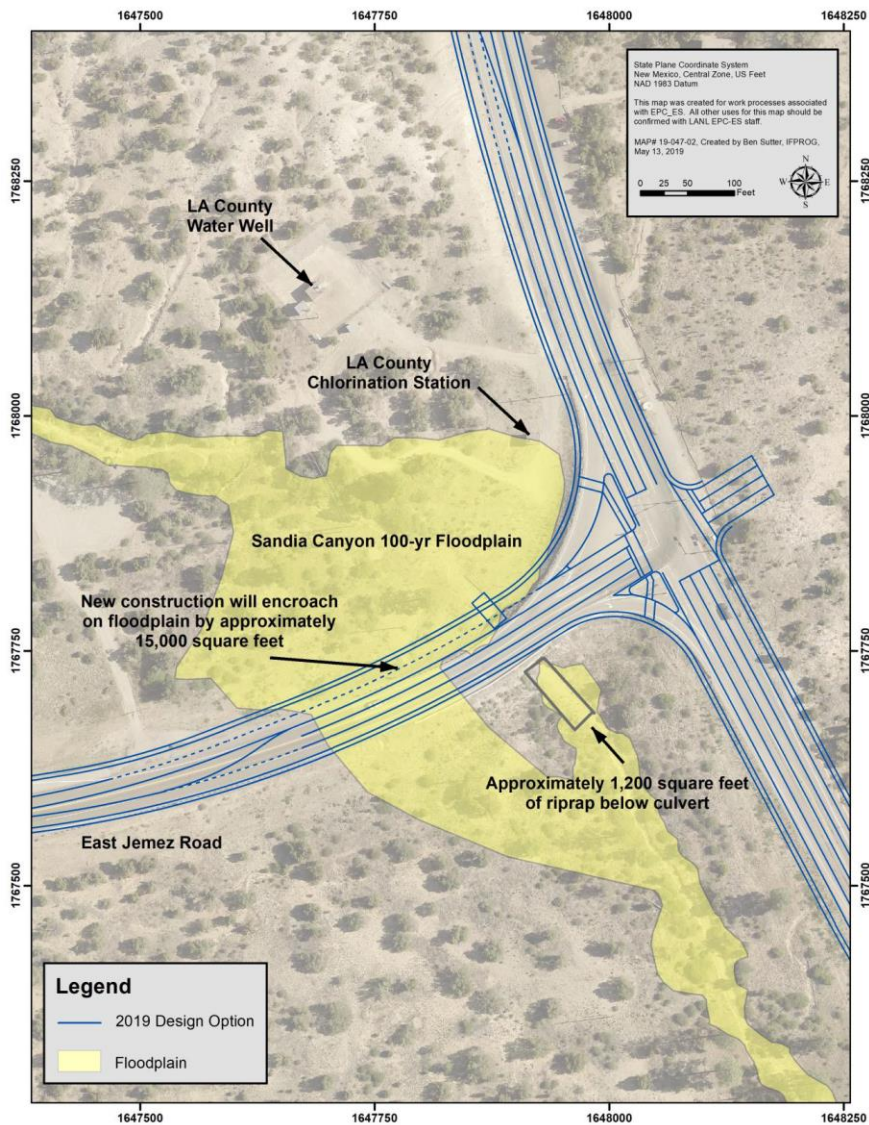 1647500
1647750
1648000
1648250
State Plane Coordinate System
New Mexico, Central Zone, US Feet
NAD 1983 Datum
This map was created for work processes associated
with EPC_ES. All other uses for this map should be
confirmed with LANL EPC-ES staff.
MAP# 19-047-02, Created by Ben Sutter, IFPROG,
May 13, 2019
N
W
E
S
0 25 50 100
Feet
1768250
1768250
LA County
Water Well
LA County
Chlorination Station
1768000
1768000
Sandia Canyon 100-yr Floodplain
New construction will encroach
on floodplain by approximately
15,000 square feet
1767750
1767750
Approximately 1,200 square feet
of riprap below culvert
East Jemez Road
1767500
1767500
Legend
2019 Design Option
Floodplain
1647500
1647750
1648000
1648250